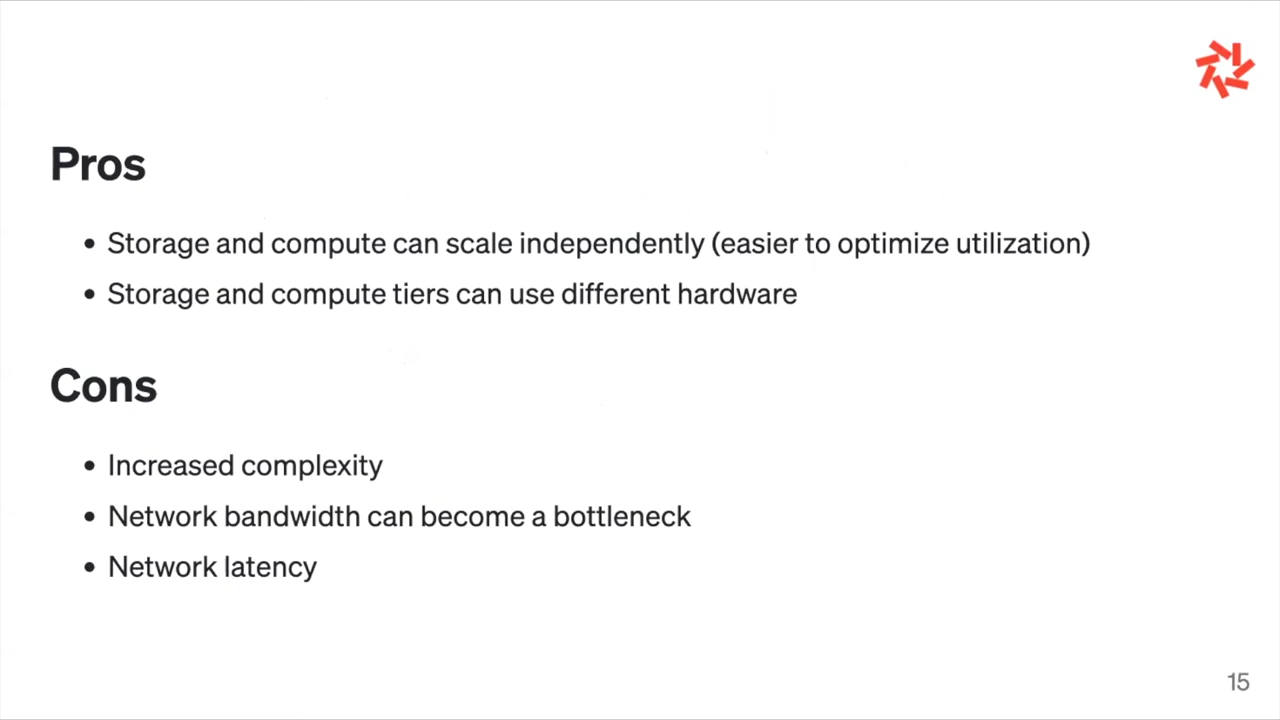 Pros
• Storage and compute can scale independently (easier to optimize utilization)
• Storage and compute tiers can use different hardware
Cons
• Increased complexity
• Network bandwidth can become a bottleneck
• Network latency
15